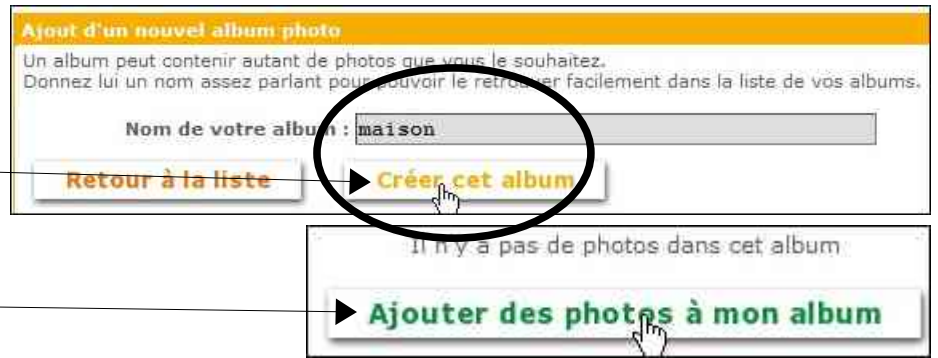 Ajout d'un nouvel album photo
Un album peut contenir autant de photos que vous le souhaitez.
Donnez lui un nom assez parlant pour pouvoir le retrouver facilement dans la liste de vos albums.
Nom de votre album : maison
Retour à la liste
Créer cet album
Il n'y a pas de photos dans cet album
Ajouter des photos à mon album